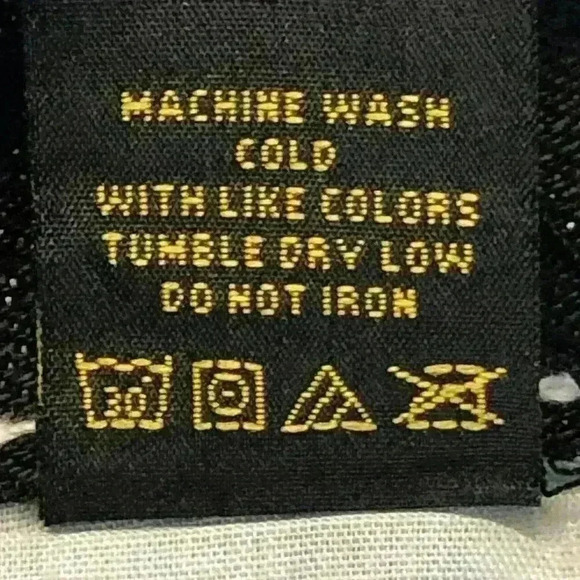 MACHINE WASH
COLD
WITH LIKE COLORS
TUMBLE DRY LOW
DO NOT IRON
30°